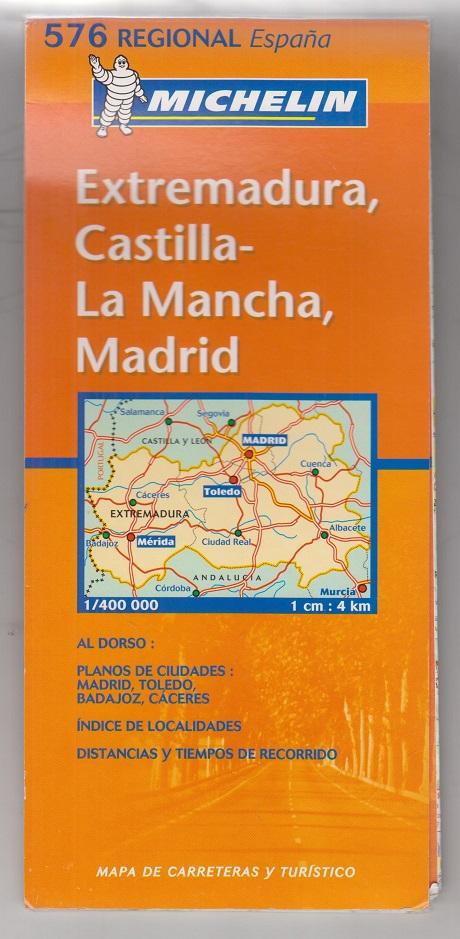 576 REGIONAL España
MICHELIN
Extremadura,
Castilla-
La Mancha,
Madrid
Salamanca
Segovia
CASTILLA y LEÓN
MADRID
PORTUGAL
Cuenca
Toledo
Cáceres
EXTREMADURA
Badajoz
Mérida
Ciudad Real
Albacete
ANDALUCÍA
Córdoba
Murcia
1/400 000 1 cm : 4 km
AL DORSO :
PLANOS DE CIUDADES :
MADRID, TOLEDO,
BADAJOZ, CÁCERES
ÍNDICE DE LOCALIDADES
DISTANCIAS y TIEMPOS DE RECORRIDO
MAPA DE CARRETERAS y TURÍSTICO